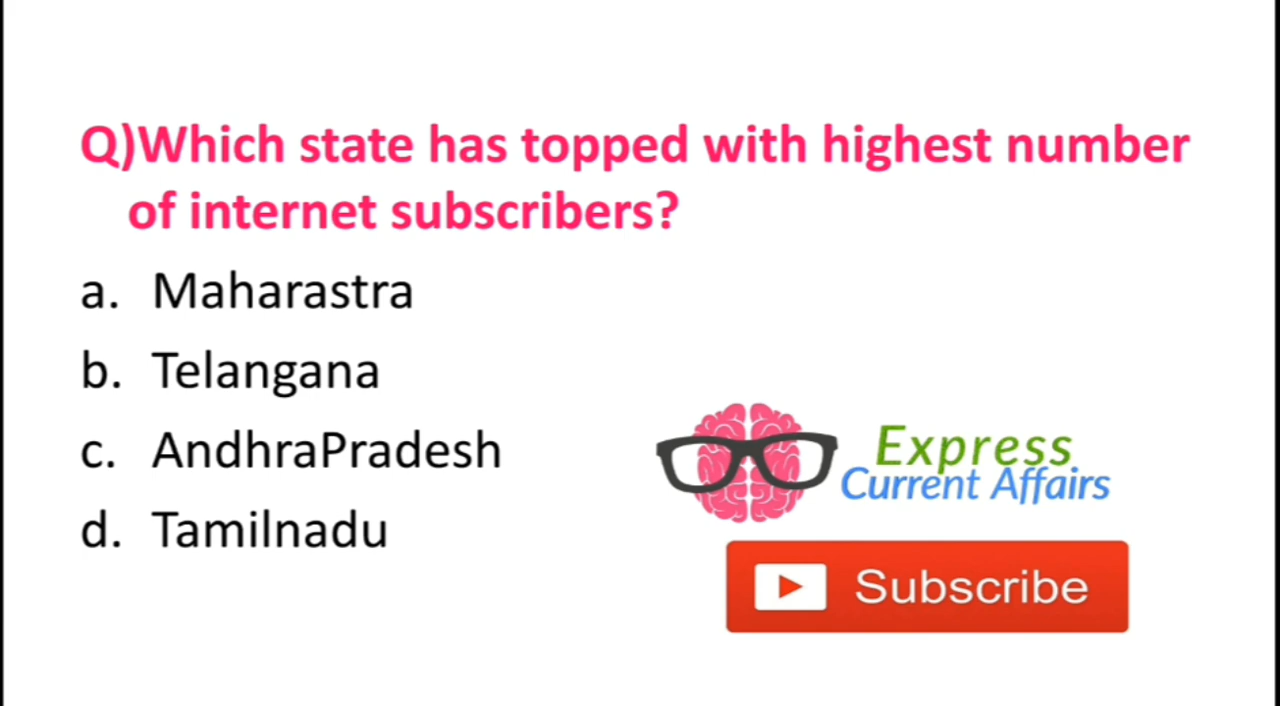 Q)Which state has topped with highest number
of internet subscribers?
a. Maharastra
b. Telangana
c. AndhraPradesh
d. Tamilnadu
Express
Current Affairs
Subscribe